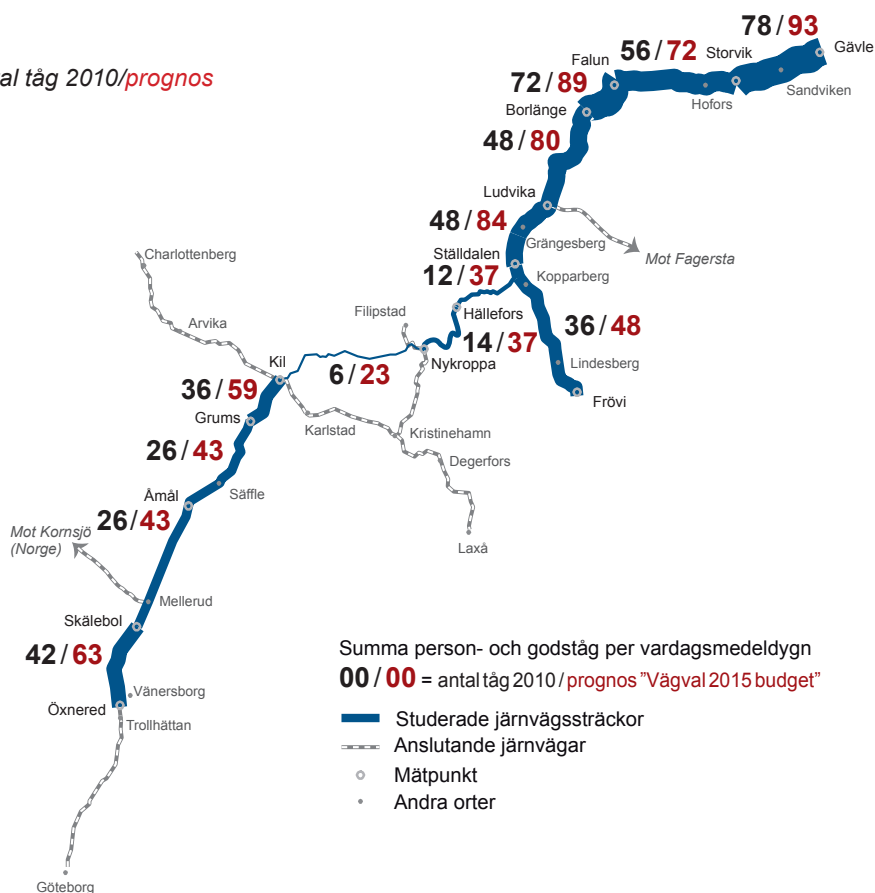 78/93
56/72
Storvik
Gävle
Falun
al tåg 2010/prognos
72/89
Sandviken
Hofors
Borlänge
48/80
Ludvika
48/84
Grängesberg
Ställdalen
Mot Fagersta
Charlottenberg
12/37
Kopparberg
Filipstad
Hällefors
Arvika
14/37
36/48
Kil
Nykroppa
Lindesberg
6/23
36/59
Frövi
Grums
Karlstad
Kristinehamn
26/43
Degerfors
Säffle
Åmål
26/43
Mot Kornsjö
(Norge)
Laxå
Mellerud
Skälebol
42/63
Summa person- och godståg per vardagsmedeldygn
00/00 = antal tåg 2010/prognos "Vägval 2015 budget"
Vänersborg
Öxnered
Trollhättan
Studerade järnvägssträckor
Anslutande järnvägar
Mätpunkt
Andra orter
Göteborg